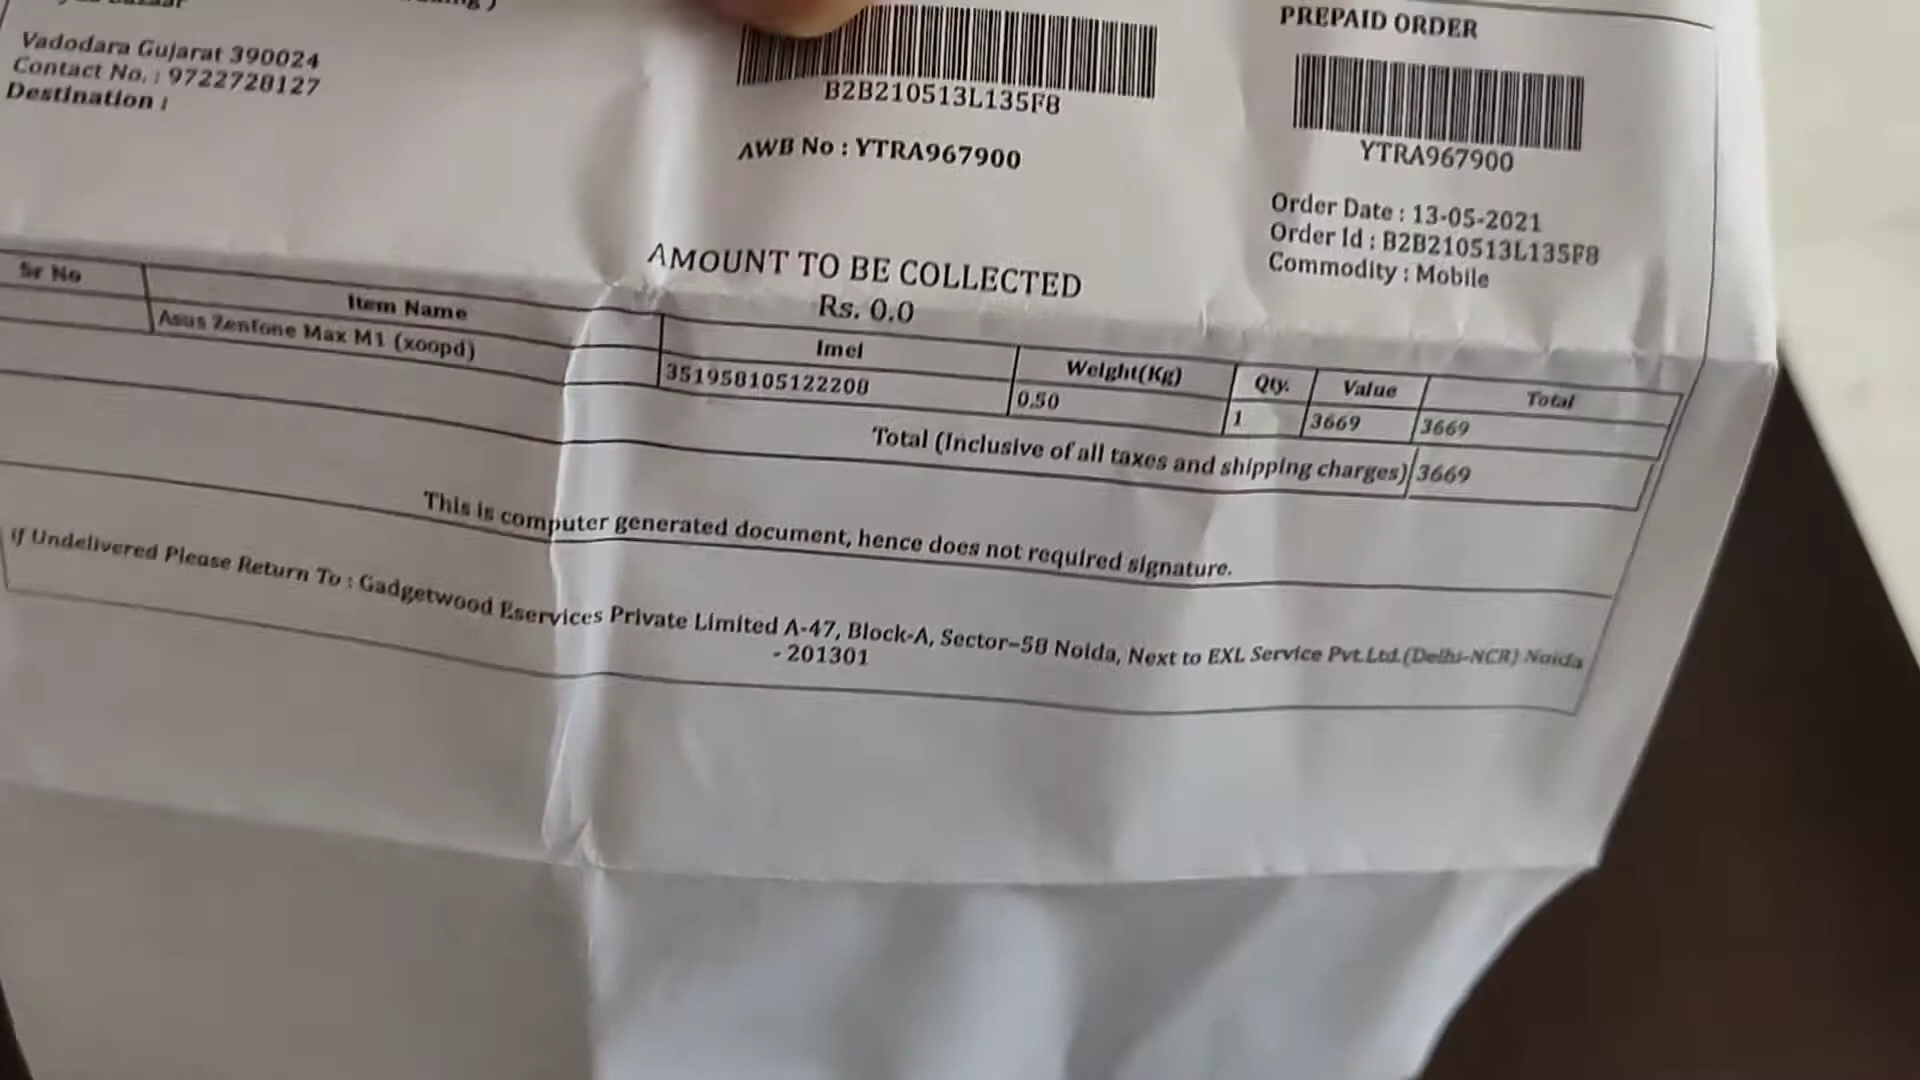 Vadodara Gujarat 390024
Contact No. : 9722728127
Destination :
B2B210513L135F8
AWB No : YTRA967900
PREPAID ORDER
YTRA967900
Order Date : 13-05-2021
Order Id : B2B210513L135F8
Commodity : Mobile
AMOUNT TO BE COLLECTED
Rs. 0.0
Sr No Item Name Imei Weight(Kg) Qty. Value Total
Asus Zenfone Max M1 (xoopd) 351958105122208 0.50 1 3669 3669
Total (Inclusive of all taxes and shipping charges) 3669
This is computer generated document, hence does not required signature.
if Undelivered Please Return To : Gadgetwood Eservices Private Limited A-47, Block-A, Sector-58 Noida, Next to EXL Service Pvt.Ltd.(Delhi-NCR) Noida
- 201301